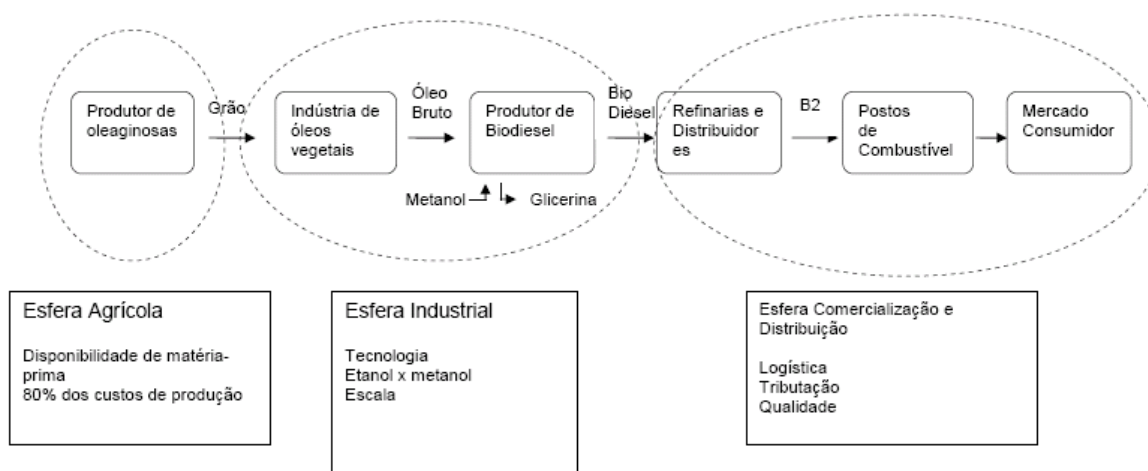 Produtor de
oleaginosas
Grão
Indústria de
óleos
vegetais
Óleo
Bruto
Produtor de
Biodiesel
Metanol
Glicerina
Bio
Diesel
Refinarias e
Distribuidor
es
B2
Postos
de
Combustível
Mercado
Consumidor
Esfera Agrícola
Disponibilidade de matéria-
prima
80% dos custos de produção
Esfera Industrial
Tecnologia
Etanol x metanol
Escala
Esfera Comercialização e
Distribuição
Logística
Tributação
Qualidade